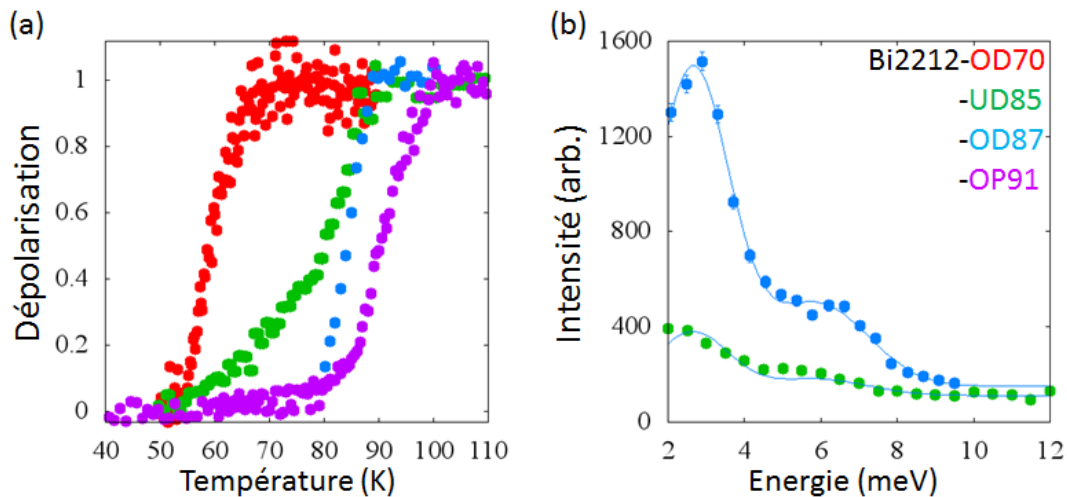 (a)
Dépolarisation
1
0.8
0.6
0.4
0.2
0
40 50 60 70 80 90 100 110
Température (K)
(b)
Intensité (arb.)
1600
1200
800
400
0
2 4 6 8 10 12
Energie (meV)
Bi2212-OD70
-UD85
-OD87
-OP91